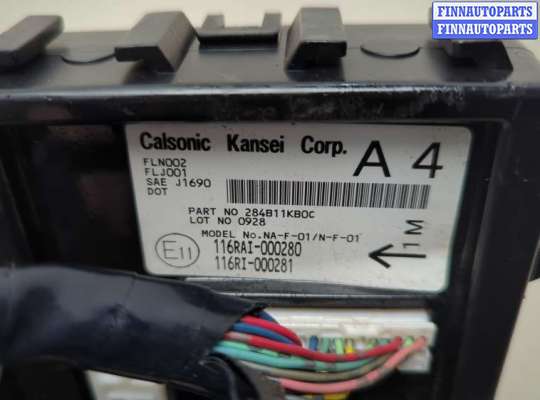 FINNAUTOPARTS
FINNAUTOPARTS
Calsonic Kansei Corp.
A 4
FLN002
FLJ001
SAE J1690
DOT
PART NO 284B11KB0C
LOT NO 0928
MODEL No.NA-F-01/N-F-01
E11
116RAI-000280
116RI-000281
1M